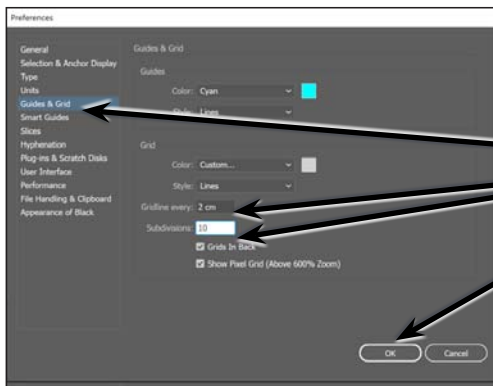 Preferences
General
Selection & Anchor Display
Type
Units
Guides & Grid
Smart Guides
Slices
Hyphenation
Plug-ins & Scratch Disks
User Interface
Performance
File Handling & Clipboard
Appearance of Black
Guides & Grid
Guides
Color: Cyan
Style: Lines
Grid
Color: Custom...
Style: Lines
Gridline every: 2 cm
Subdivisions: 10
Grids In Back
Show Pixel Grid (Above 600% Zoom)
OK Cancel